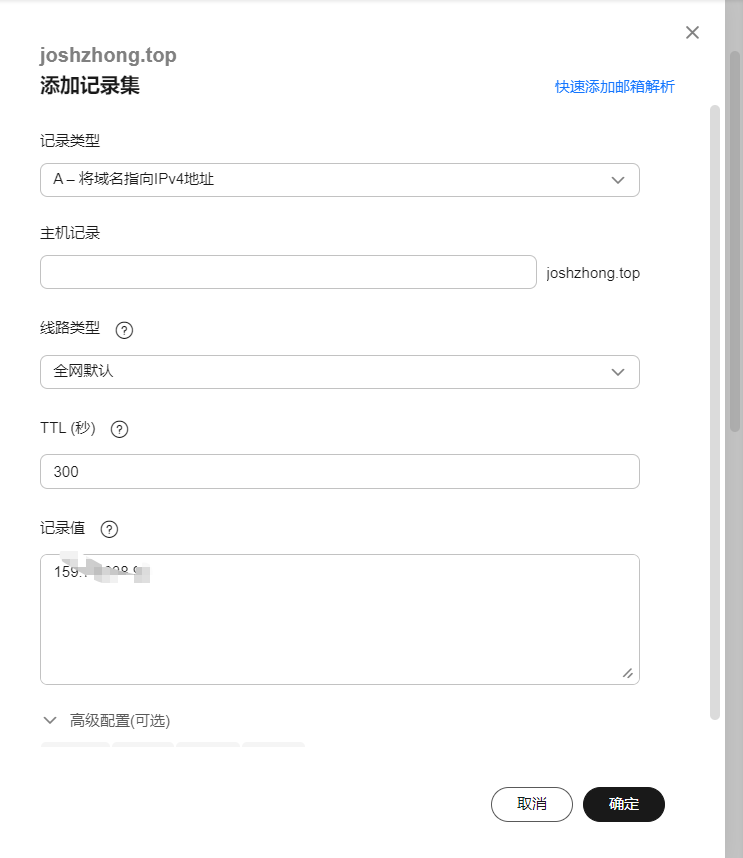 joshzhong.top
添加记录集
快速添加邮箱解析
记录类型
A – 将域名指向IPv4地址
主机记录
joshzhong.top
线路类型 ?
全网默认
TTL (秒) ?
300
记录值 ?
159.
高级配置(可选)
取消
确定